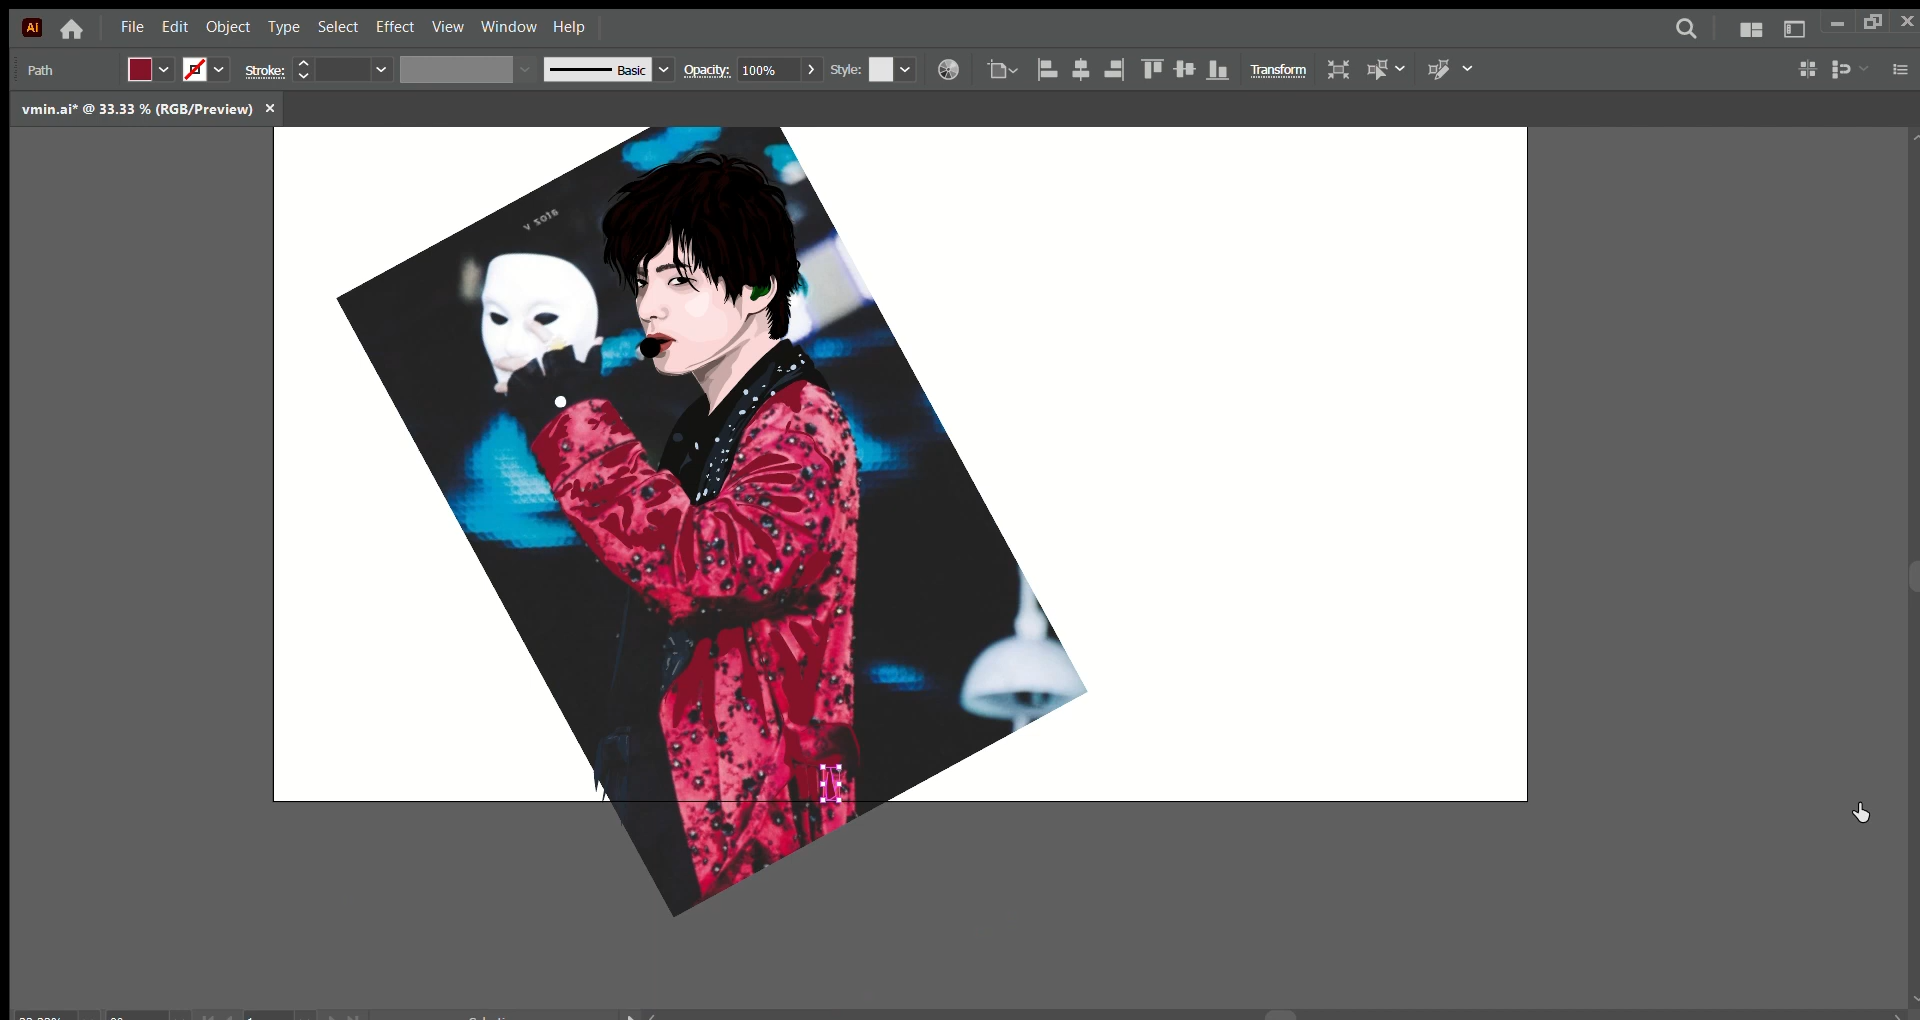 Ai File Edit Object Type Select Effect View Window Help
Path Stroke: Basic Opacity: 100% Style: Transform
vmin.ai* @ 33.33 % (RGB/Preview) ×
V 2016